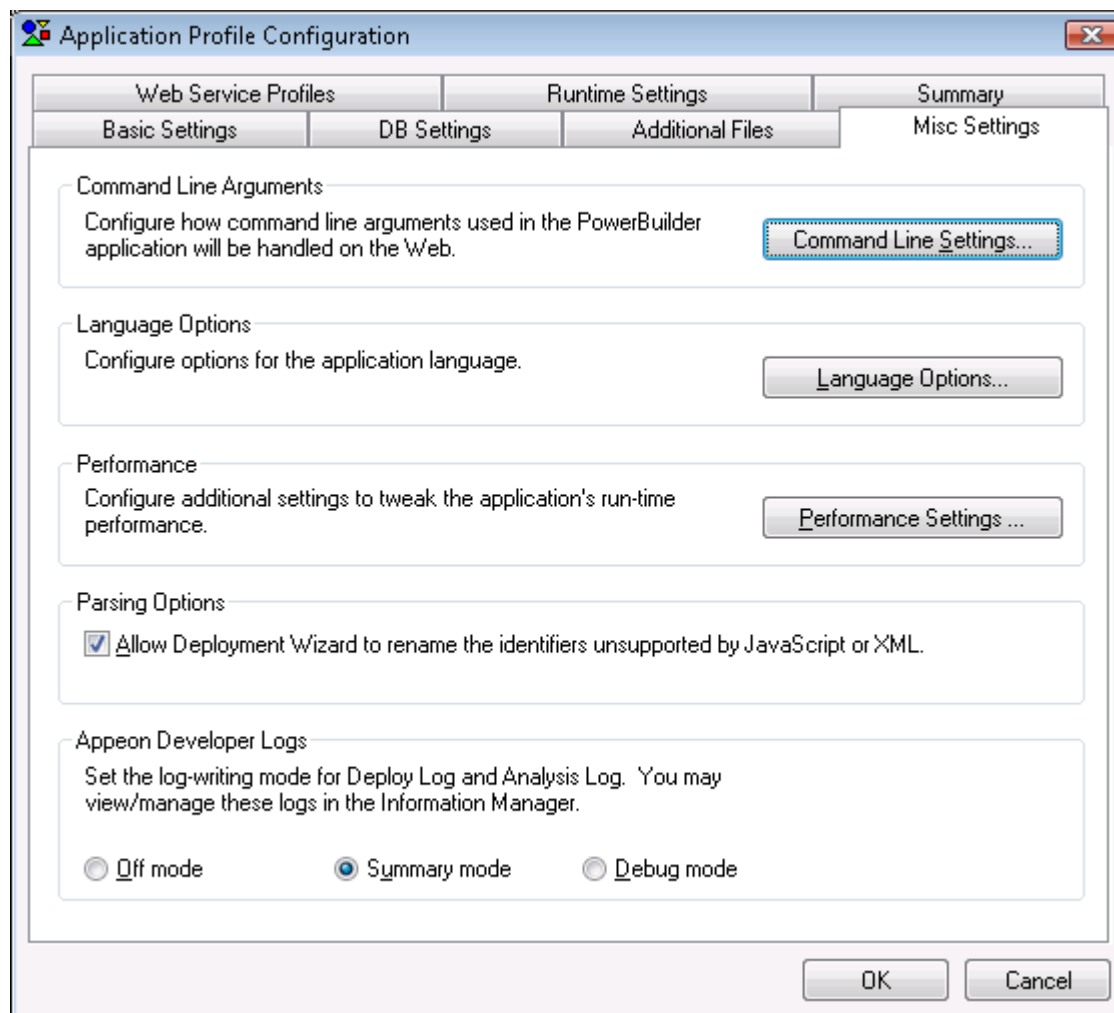 Application Profile Configuration
Web Service Profiles
Runtime Settings
Summary
Basic Settings
DB Settings
Additional Files
Misc Settings
Command Line Arguments
Configure how command line arguments used in the PowerBuilder
application will be handled on the Web.
Command Line Settings...
Language Options
Configure options for the application language.
Language Options...
Performance
Configure additional settings to tweak the application's run-time
performance.
Performance Settings ...
Parsing Options
Allow Deployment Wizard to rename the identifiers unsupported by JavaScript or XML.
Appeon Developer Logs
Set the log-writing mode for Deploy Log and Analysis Log.  You may
view/manage these logs in the Information Manager.
Off mode
Summary mode
Debug mode
OK
Cancel